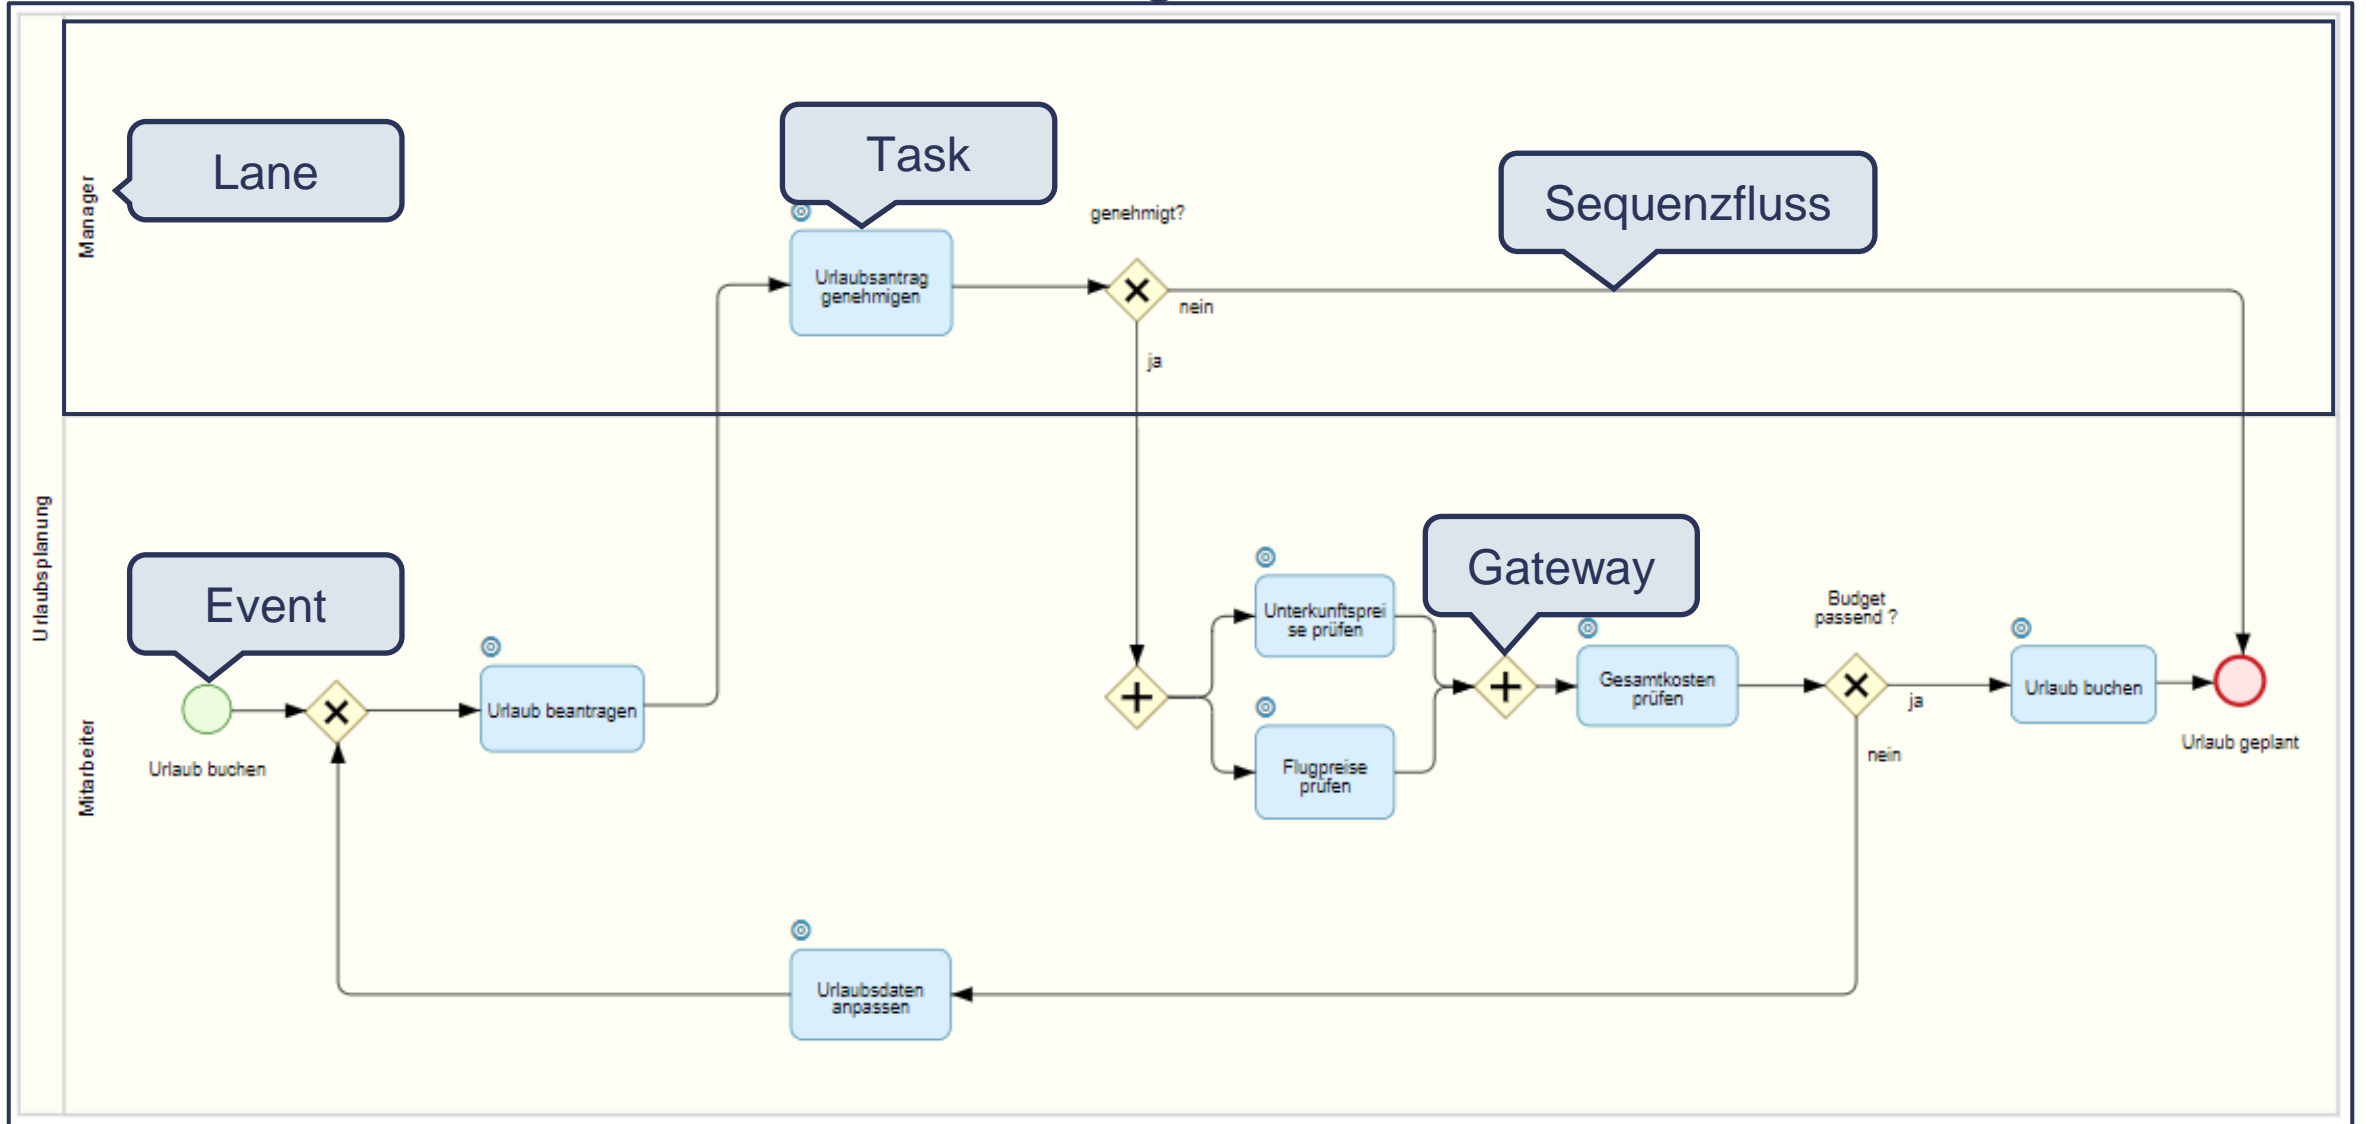 Lane
Task
Sequenzfluss
Manager
genehmigt?
Urlaubsantrag
genehmigen
nein
ja
Urlaubsplanung
Event
Gateway
Unterkunftsprei
se prüfen
Budget
passend ?
Mitarbeiter
Urlaub beantragen
Gesamtkosten
prüfen
Urlaub buchen
ja
Urlaub geplant
nein
Urlaub buchen
Flugpreise
prüfen
Urlaubsdaten
anpassen